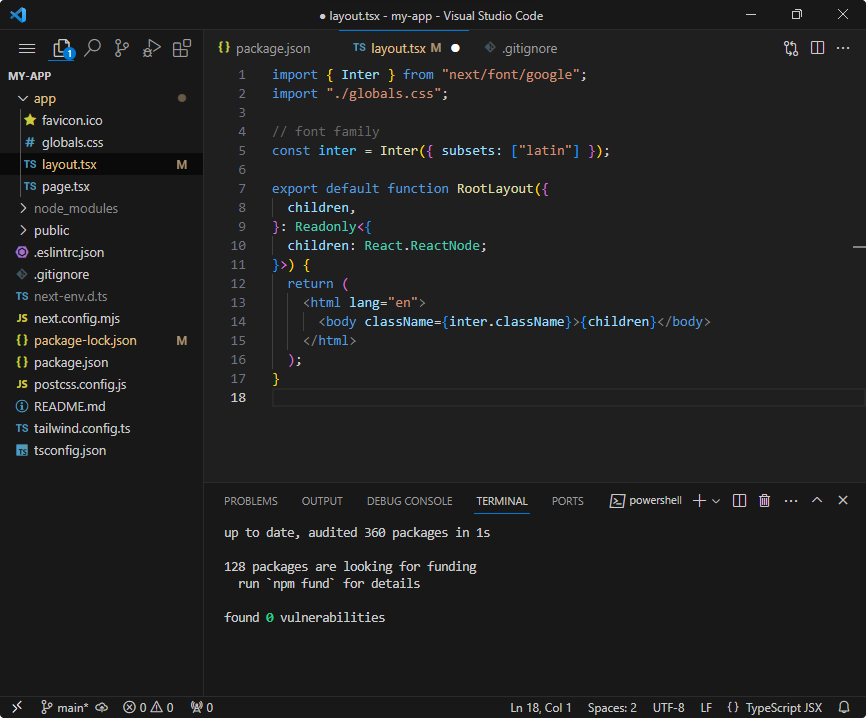 ● layout.tsx - my-app - Visual Studio Code
1
{} package.json
TS layout.tsx M ●
.gitignore
MY-APP
app
favicon.ico
# globals.css
TS layout.tsx M
TS page.tsx
node_modules
public
.eslintrc.json
.gitignore
TS next-env.d.ts
JS next.config.mjs
{} package-lock.json M
{} package.json
JS postcss.config.js
README.md
TS tailwind.config.ts
TS tsconfig.json
1 import { Inter } from "next/font/google";
2 import "./globals.css";
3
4 // font family
5 const inter = Inter({ subsets: ["latin"] });
6
7 export default function RootLayout({
8 children,
9 }: Readonly<{
10 children: React.ReactNode;
11 }>) {
12 return (
13 <html lang="en">
14 <body className={inter.className}>{children}</body>
15 </html>
16 );
17 }
18
PROBLEMS OUTPUT DEBUG CONSOLE TERMINAL PORTS powershell
up to date, audited 360 packages in 1s
128 packages are looking for funding
run `npm fund` for details
found 0 vulnerabilities
main* 0 0 0 Ln 18, Col 1 Spaces: 2 UTF-8 LF {} TypeScript JSX